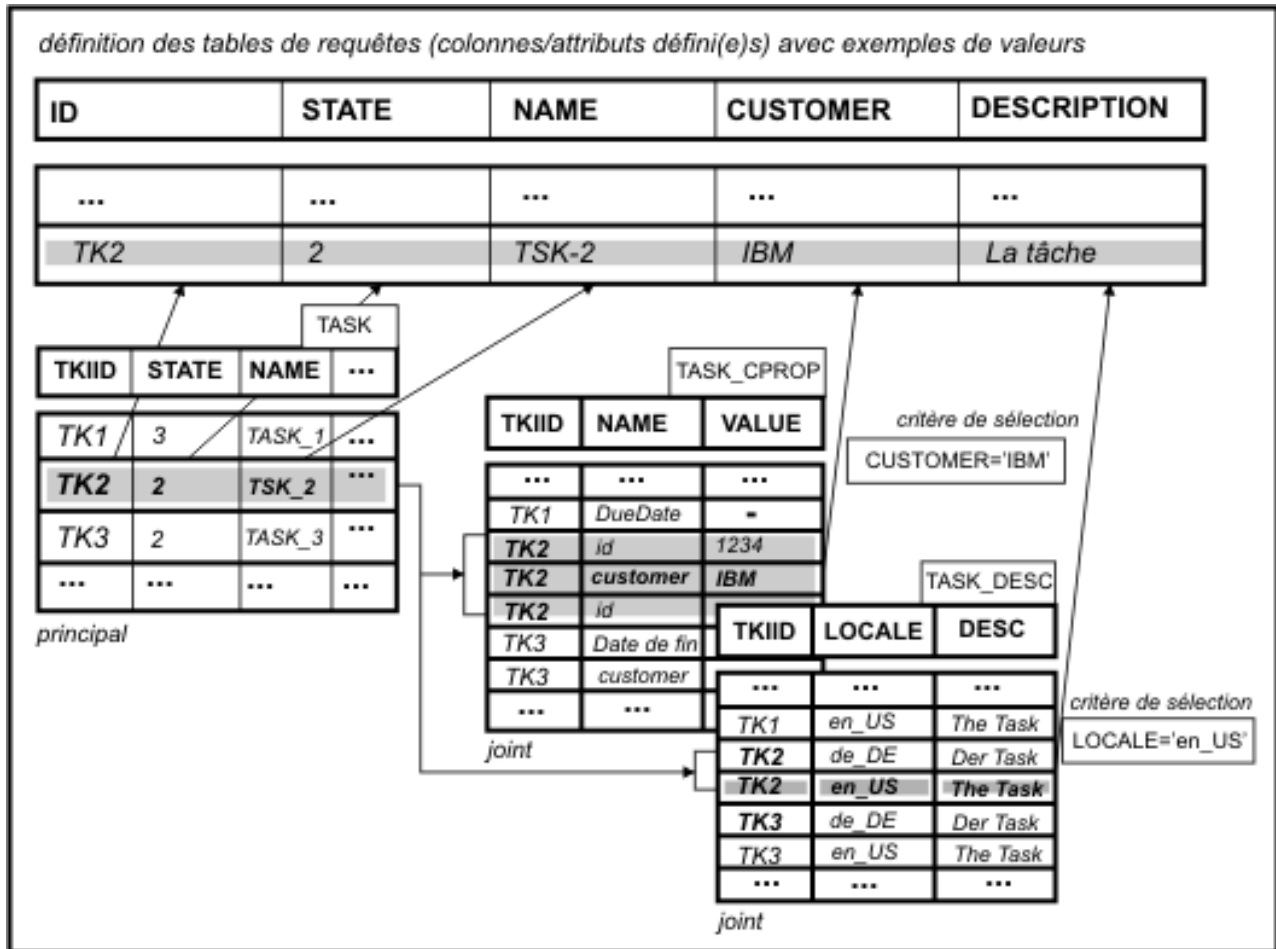 définition des tables de requêtes (colonnes/attributs défini(e)s) avec exemples de valeurs
ID STATE NAME CUSTOMER DESCRIPTION
... ... ... ... ...
TK2 2 TSK-2 IBM La tâche
TASK
TKIID STATE NAME ...
TK1 3 TASK_1 ...
TK2 2 TSK_2 ...
TK3 2 TASK_3 ...
... ... ... ...
principal
TASK_CPROP
TKIID NAME VALUE
... ... ...
TK1 DueDate -
TK2 id 1234
TK2 customer IBM
TK2 id
TK3 Date de fin
TK3 customer
... ...
joint
critère de sélection
CUSTOMER='IBM'
TASK_DESC
TKIID LOCALE DESC
... ... ...
TK1 en_US The Task
TK2 de_DE Der Task
TK2 en_US The Task
TK3 de_DE Der Task
TK3 en_US The Task
... ... ...
joint
critère de sélection
LOCALE='en_US'